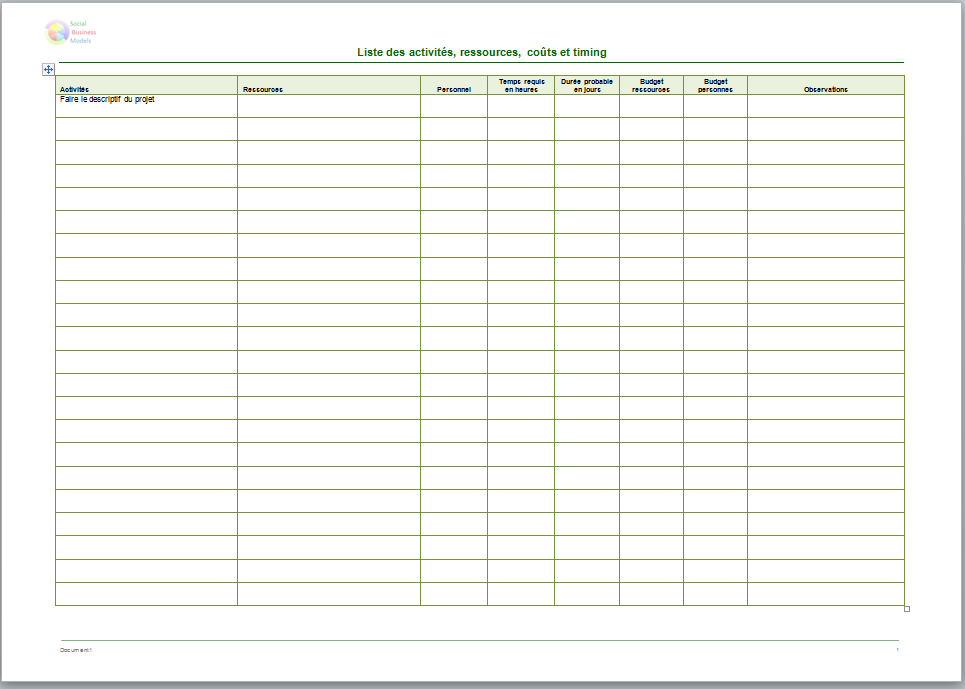 Social
Business
Models
Liste des activités, ressources, coûts et timing
Activités
Ressources
Personnel
Temps requis
en heures
Durée probable
en jours
Budget
ressources
Budget
personnes
Observations
Faire le descriptif du projet
Document1
1